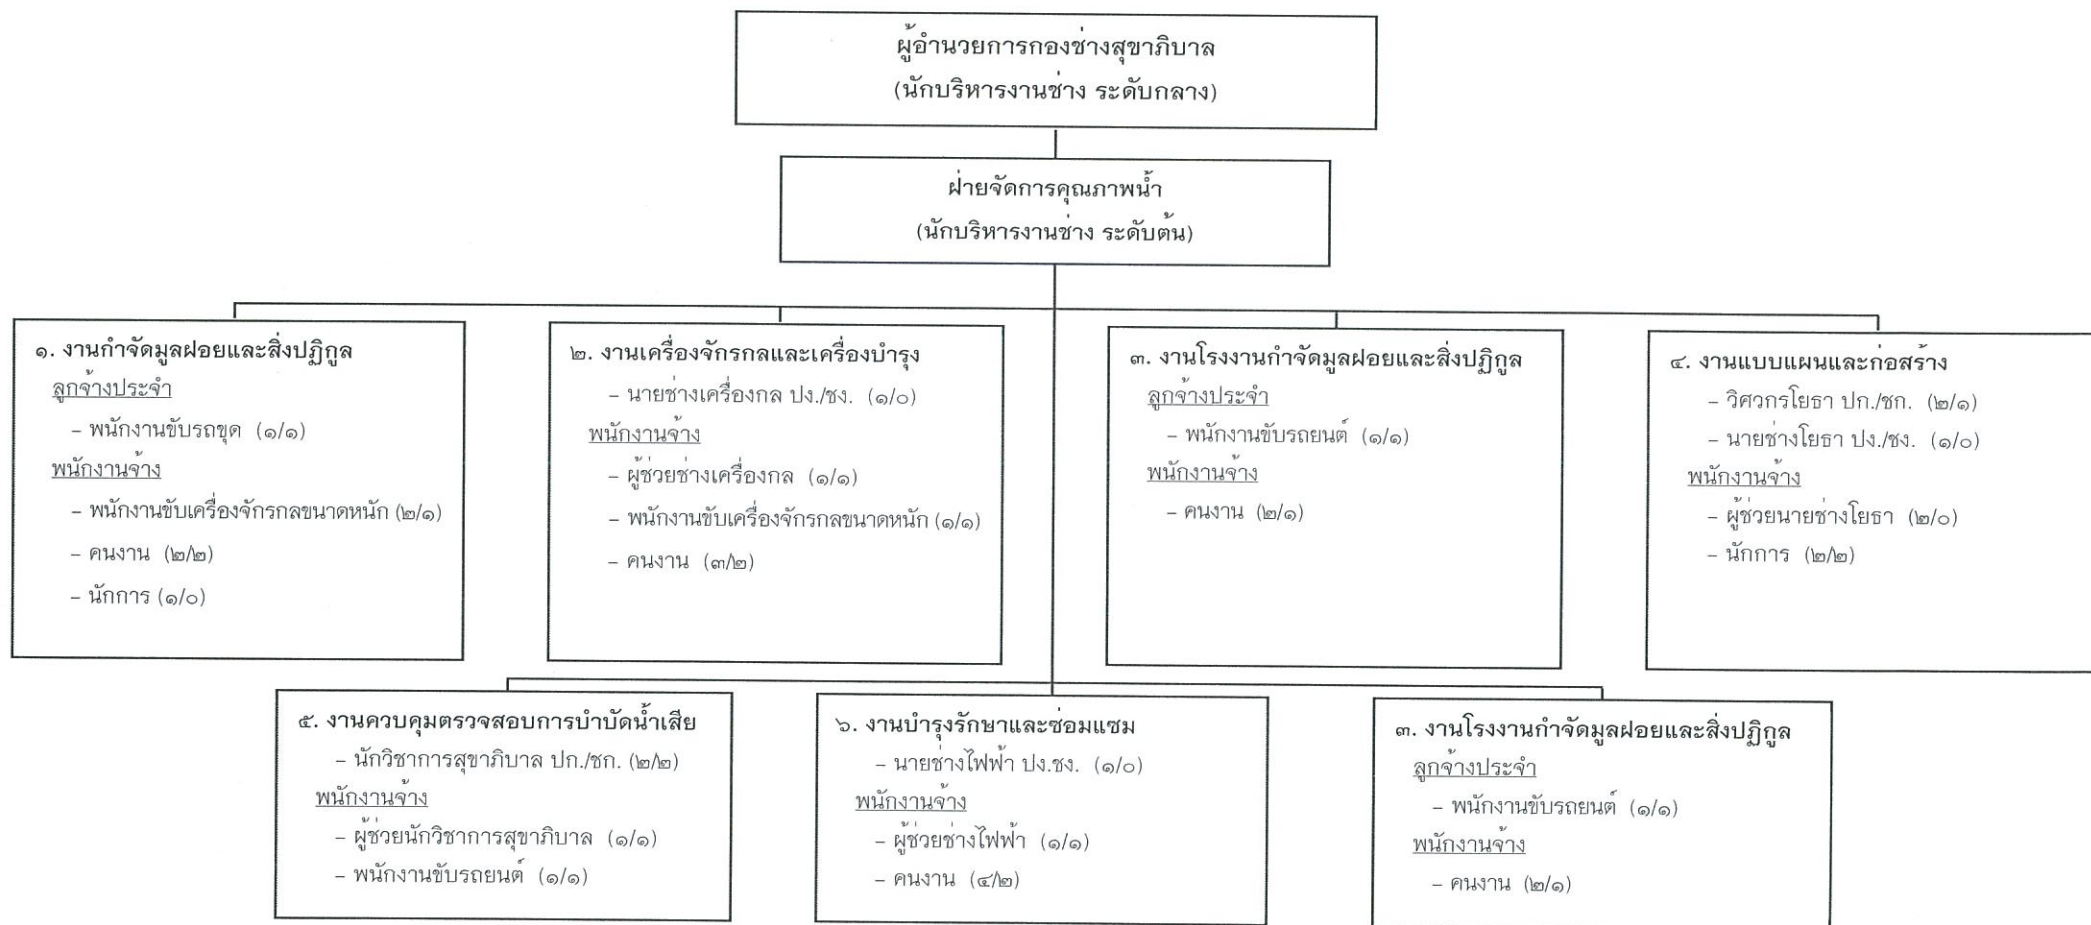 ผู้อำนวยการกองช่างสุขาภิบาล
(นักบริหารงานช่าง ระดับกลาง)
ฝ่ายจัดการคุณภาพน้ำ
(นักบริหารงานช่าง ระดับต้น)
๑. งานกำจัดมูลฝอยและสิ่งปฏิกูล
ลูกจ้างประจำ
– พนักงานขับรถขุด (๑/๑)
พนักงานจ้าง
– พนักงานขับเครื่องจักรกลขนาดหนัก (๒/๑)
– คนงาน (๒/๒)
– นักการ (๑/๐)
๒. งานเครื่องจักรกลและเครื่องบำรุง
– นายช่างเครื่องกล ปง./ชง. (๑/๐)
พนักงานจ้าง
– ผู้ช่วยช่างเครื่องกล (๑/๑)
– พนักงานขับเครื่องจักรกลขนาดหนัก (๑/๑)
– คนงาน (๓/๒)
๓. งานโรงงานกำจัดมูลฝอยและสิ่งปฏิกูล
ลูกจ้างประจำ
– พนักงานขับรถยนต์ (๑/๑)
พนักงานจ้าง
– คนงาน (๒/๑)
๔. งานแบบแผนและก่อสร้าง
– วิศวกรโยธา ปก./ชก. (๒/๑)
– นายช่างโยธา ปง./ชง. (๑/๐)
พนักงานจ้าง
– ผู้ช่วยนายช่างโยธา (๒/๐)
– นักการ (๒/๒)
๕. งานควบคุมตรวจสอบการบำบัดน้ำเสีย
– นักวิชาการสุขาภิบาล ปก./ชก. (๒/๒)
พนักงานจ้าง
– ผู้ช่วยนักวิชาการสุขาภิบาล (๑/๑)
– พนักงานขับรถยนต์ (๑/๑)
๖. งานบำรุงรักษาและซ่อมแซม
– นายช่างไฟฟ้า ปง.ชง. (๑/๐)
พนักงานจ้าง
– ผู้ช่วยช่างไฟฟ้า (๑/๑)
– คนงาน (๔/๒)
๓. งานโรงงานกำจัดมูลฝอยและสิ่งปฏิกูล
ลูกจ้างประจำ
– พนักงานขับรถยนต์ (๑/๑)
พนักงานจ้าง
– คนงาน (๒/๑)